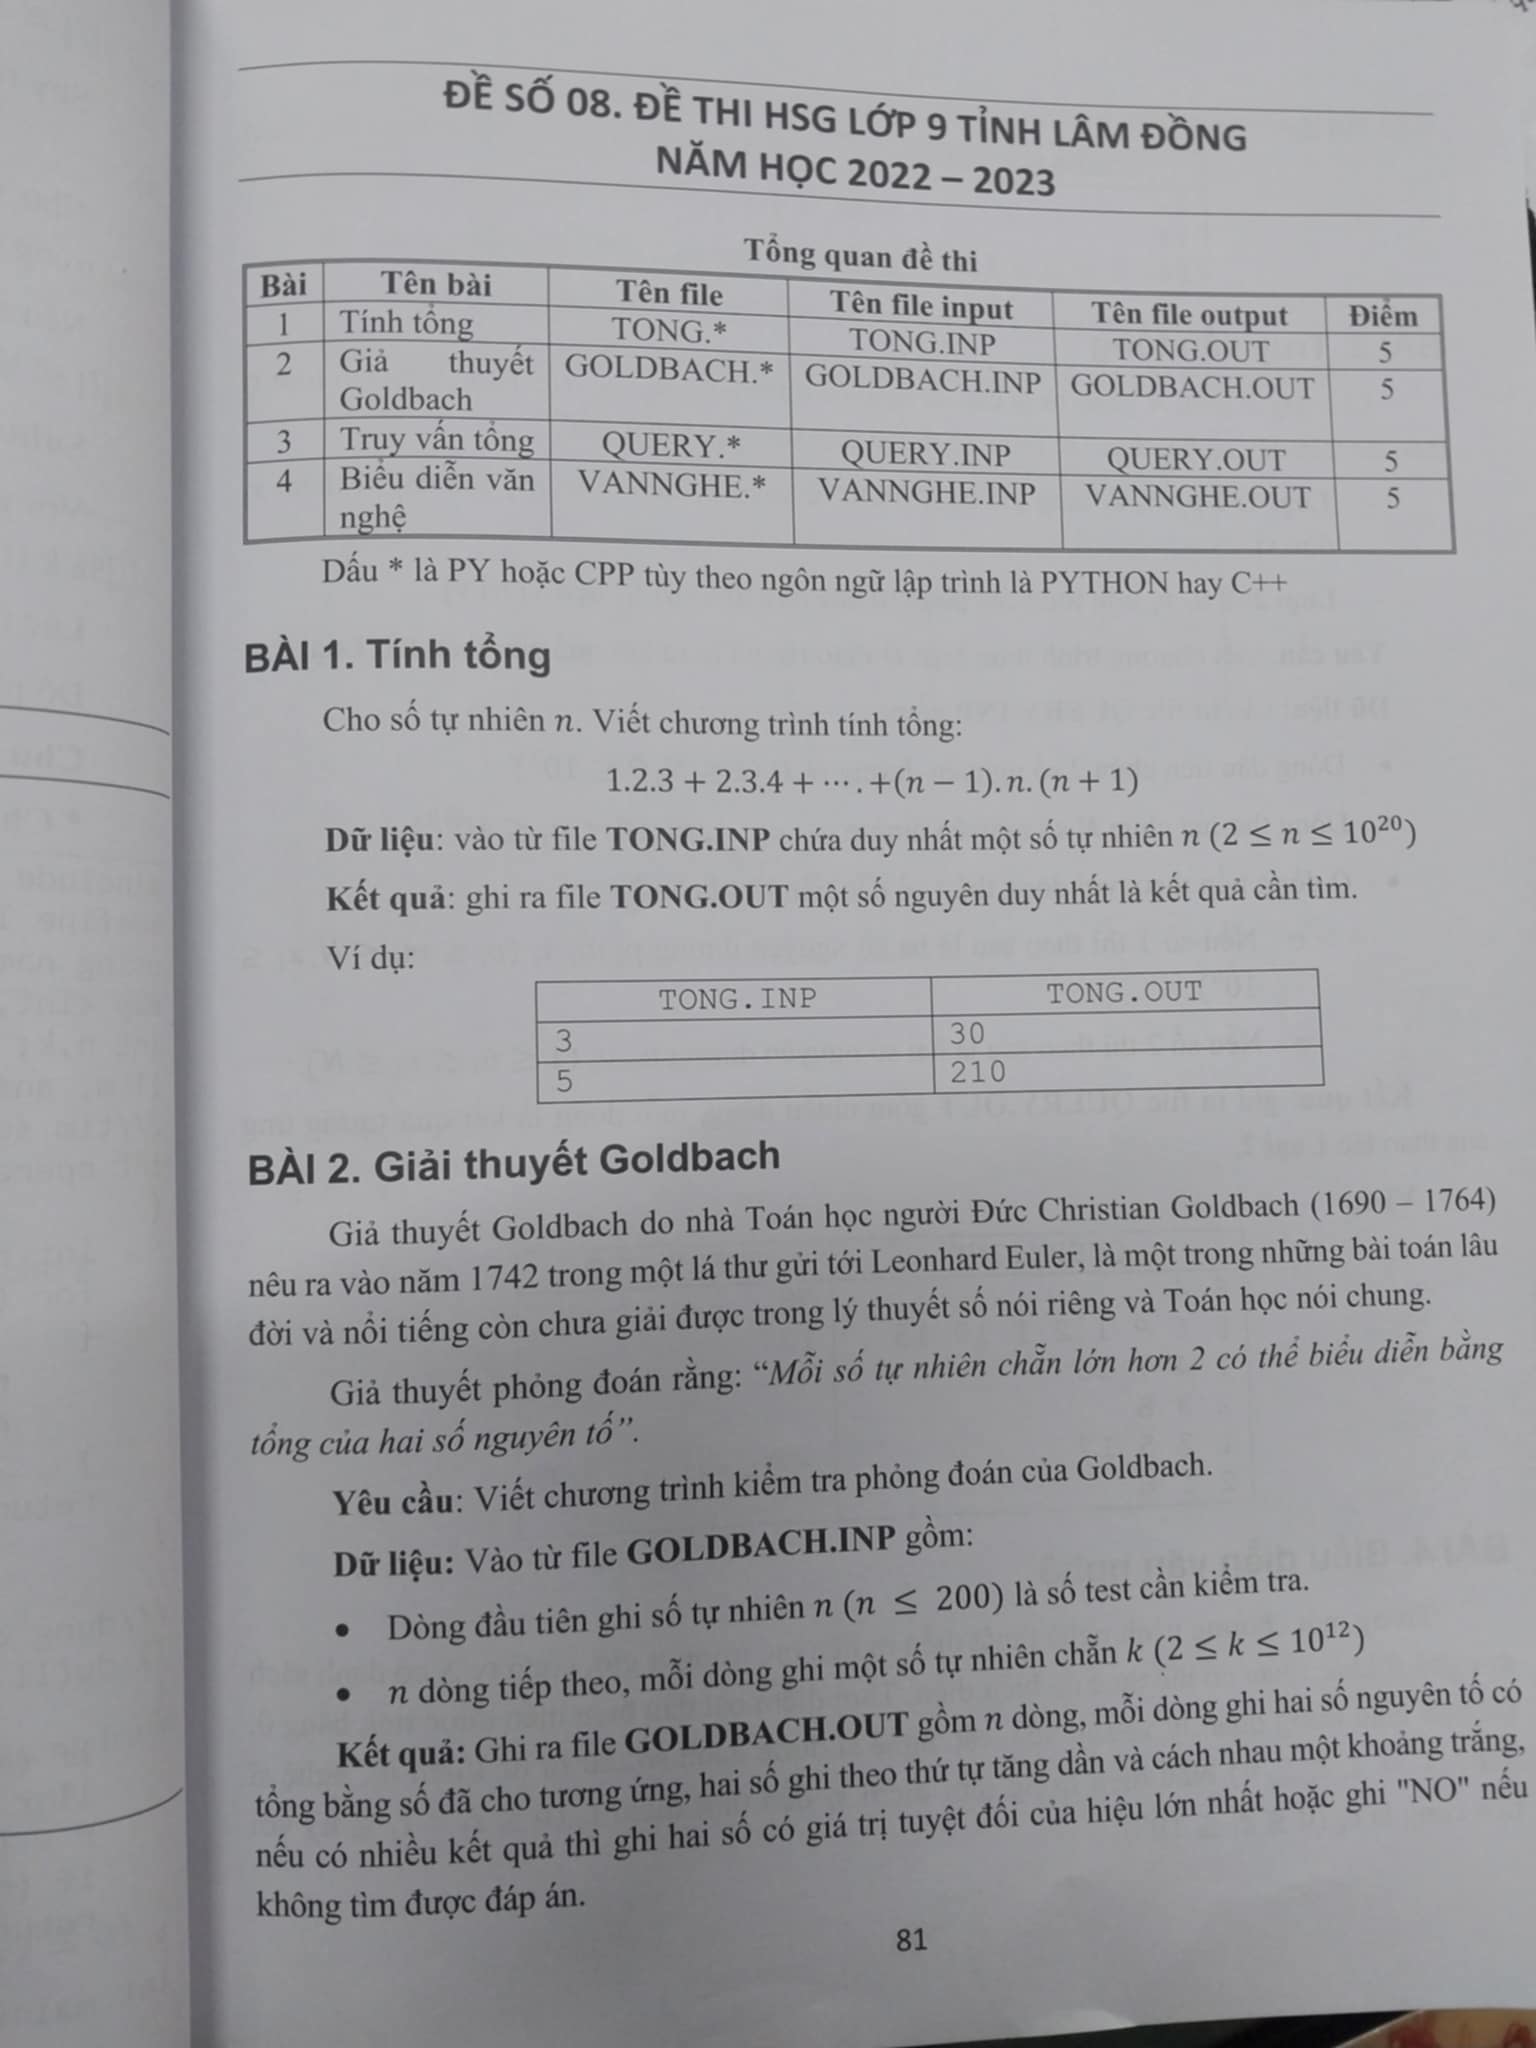 ĐỀ SỐ 08. ĐỀ THI HSG LỚP 9 TỈNH LÂM ĐỒNG
NĂM HỌC 2022 – 2023
Tổng quan đề thi
Bài Tên bài Tên file Tên file input Tên file output Điểm
1 Tính tổng TONG.* TONG.INP TONG.OUT 5
2 Giả thuyết GOLDBACH.* GOLDBACH.INP GOLDBACH.OUT 5
Goldbach
3 Truy vấn tổng QUERY.* QUERY.INP QUERY.OUT 5
4 Biểu diễn văn VANNGHE.* VANNGHE.INP VANNGHE.OUT 5
nghệ
Dấu * là PY hoặc CPP tùy theo ngôn ngữ lập trình là PYTHON hay C++
BÀI 1. Tính tổng
Cho số tự nhiên n. Viết chương trình tính tổng:
1.2.3 + 2.3.4 + ⋯. +(n − 1). n. (n + 1)
Dữ liệu: vào từ file TONG.INP chứa duy nhất một số tự nhiên n (2 ≤ n ≤ 10²⁰)
Kết quả: ghi ra file TONG.OUT một số nguyên duy nhất là kết quả cần tìm.
Ví dụ:
TONG.INP TONG.OUT
3 30
5 210
BÀI 2. Giải thuyết Goldbach
Giả thuyết Goldbach do nhà Toán học người Đức Christian Goldbach (1690 – 1764)
nêu ra vào năm 1742 trong một lá thư gửi tới Leonhard Euler, là một trong những bài toán lâu
đời và nổi tiếng còn chưa giải được trong lý thuyết số nói riêng và Toán học nói chung.
Giả thuyết phỏng đoán rằng: “Mỗi số tự nhiên chẵn lớn hơn 2 có thể biểu diễn bằng
tổng của hai số nguyên tố”.
Yêu cầu: Viết chương trình kiểm tra phỏng đoán của Goldbach.
Dữ liệu: Vào từ file GOLDBACH.INP gồm:
• Dòng đầu tiên ghi số tự nhiên n (n ≤ 200) là số test cần kiểm tra.
• n dòng tiếp theo, mỗi dòng ghi một số tự nhiên chẵn k (2 ≤ k ≤ 10¹²)
Kết quả: Ghi ra file GOLDBACH.OUT gồm n dòng, mỗi dòng ghi hai số nguyên tố có
tổng bằng số đã cho tương ứng, hai số ghi theo thứ tự tăng dần và cách nhau một khoảng trắng,
nếu có nhiều kết quả thì ghi hai số có giá trị tuyệt đối của hiệu lớn nhất hoặc ghi "NO" nếu
không tìm được đáp án.
81